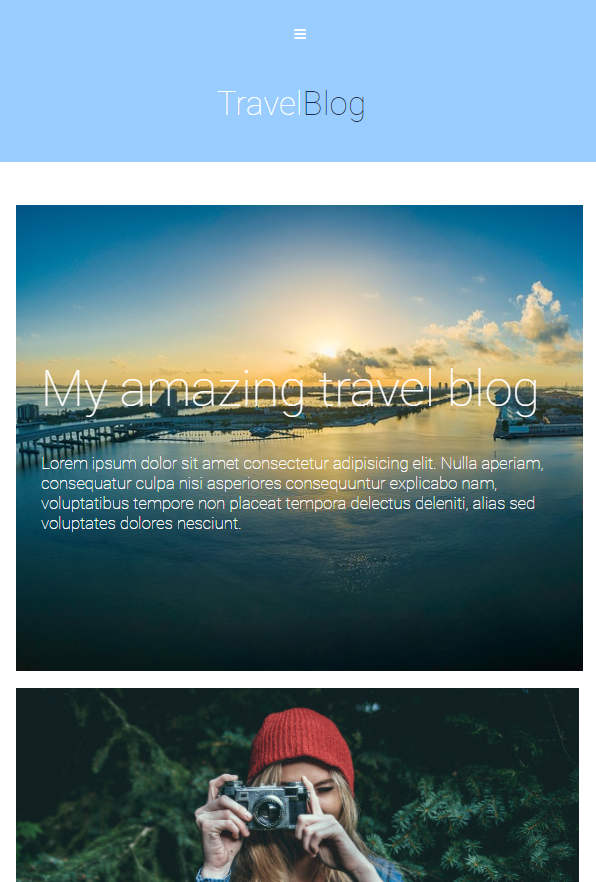 TravelBlog
My amazing travel blog
Lorem ipsum dolor sit amet consectetur adipisicing elit. Nulla aperiam,
consequatur culpa nisi asperiores consequuntur explicabo nam,
voluptatibus tempore non placeat tempora delectus deleniti, alias sed
voluptates dolores nesciunt.